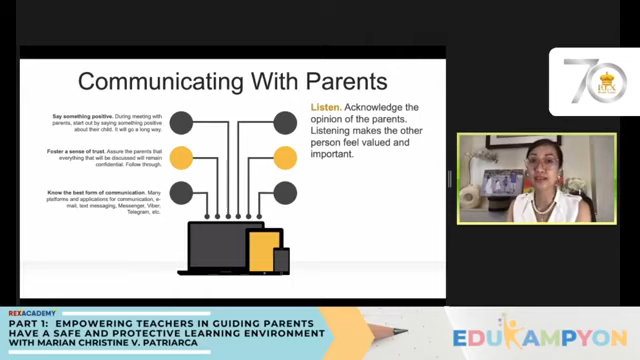 Communicating With Parents
Say something positive. During meeting with
parents, start out by saying something positive
about their child. It will go a long way.
Foster a sense of trust. Assure the parents that
everything that will be discussed will remain
confidential. Follow through.
Know the best form of communication. Many
platforms and applications for communication, e-
mail, text messaging, Messenger, Viber,
Telegram, etc.
Listen. Acknowledge the
opinion of the parents.
Listening makes the other
person feel valued and
important.
70
REX
REXACADEMY
PART 1: EMPOWERING TEACHERS IN GUIDING PARENTS
HAVE A SAFE AND PROTECTIVE LEARNING ENVIRONMENT
WITH MARIAN CHRISTINE V. PATRIARCA
EDUKAMPYON